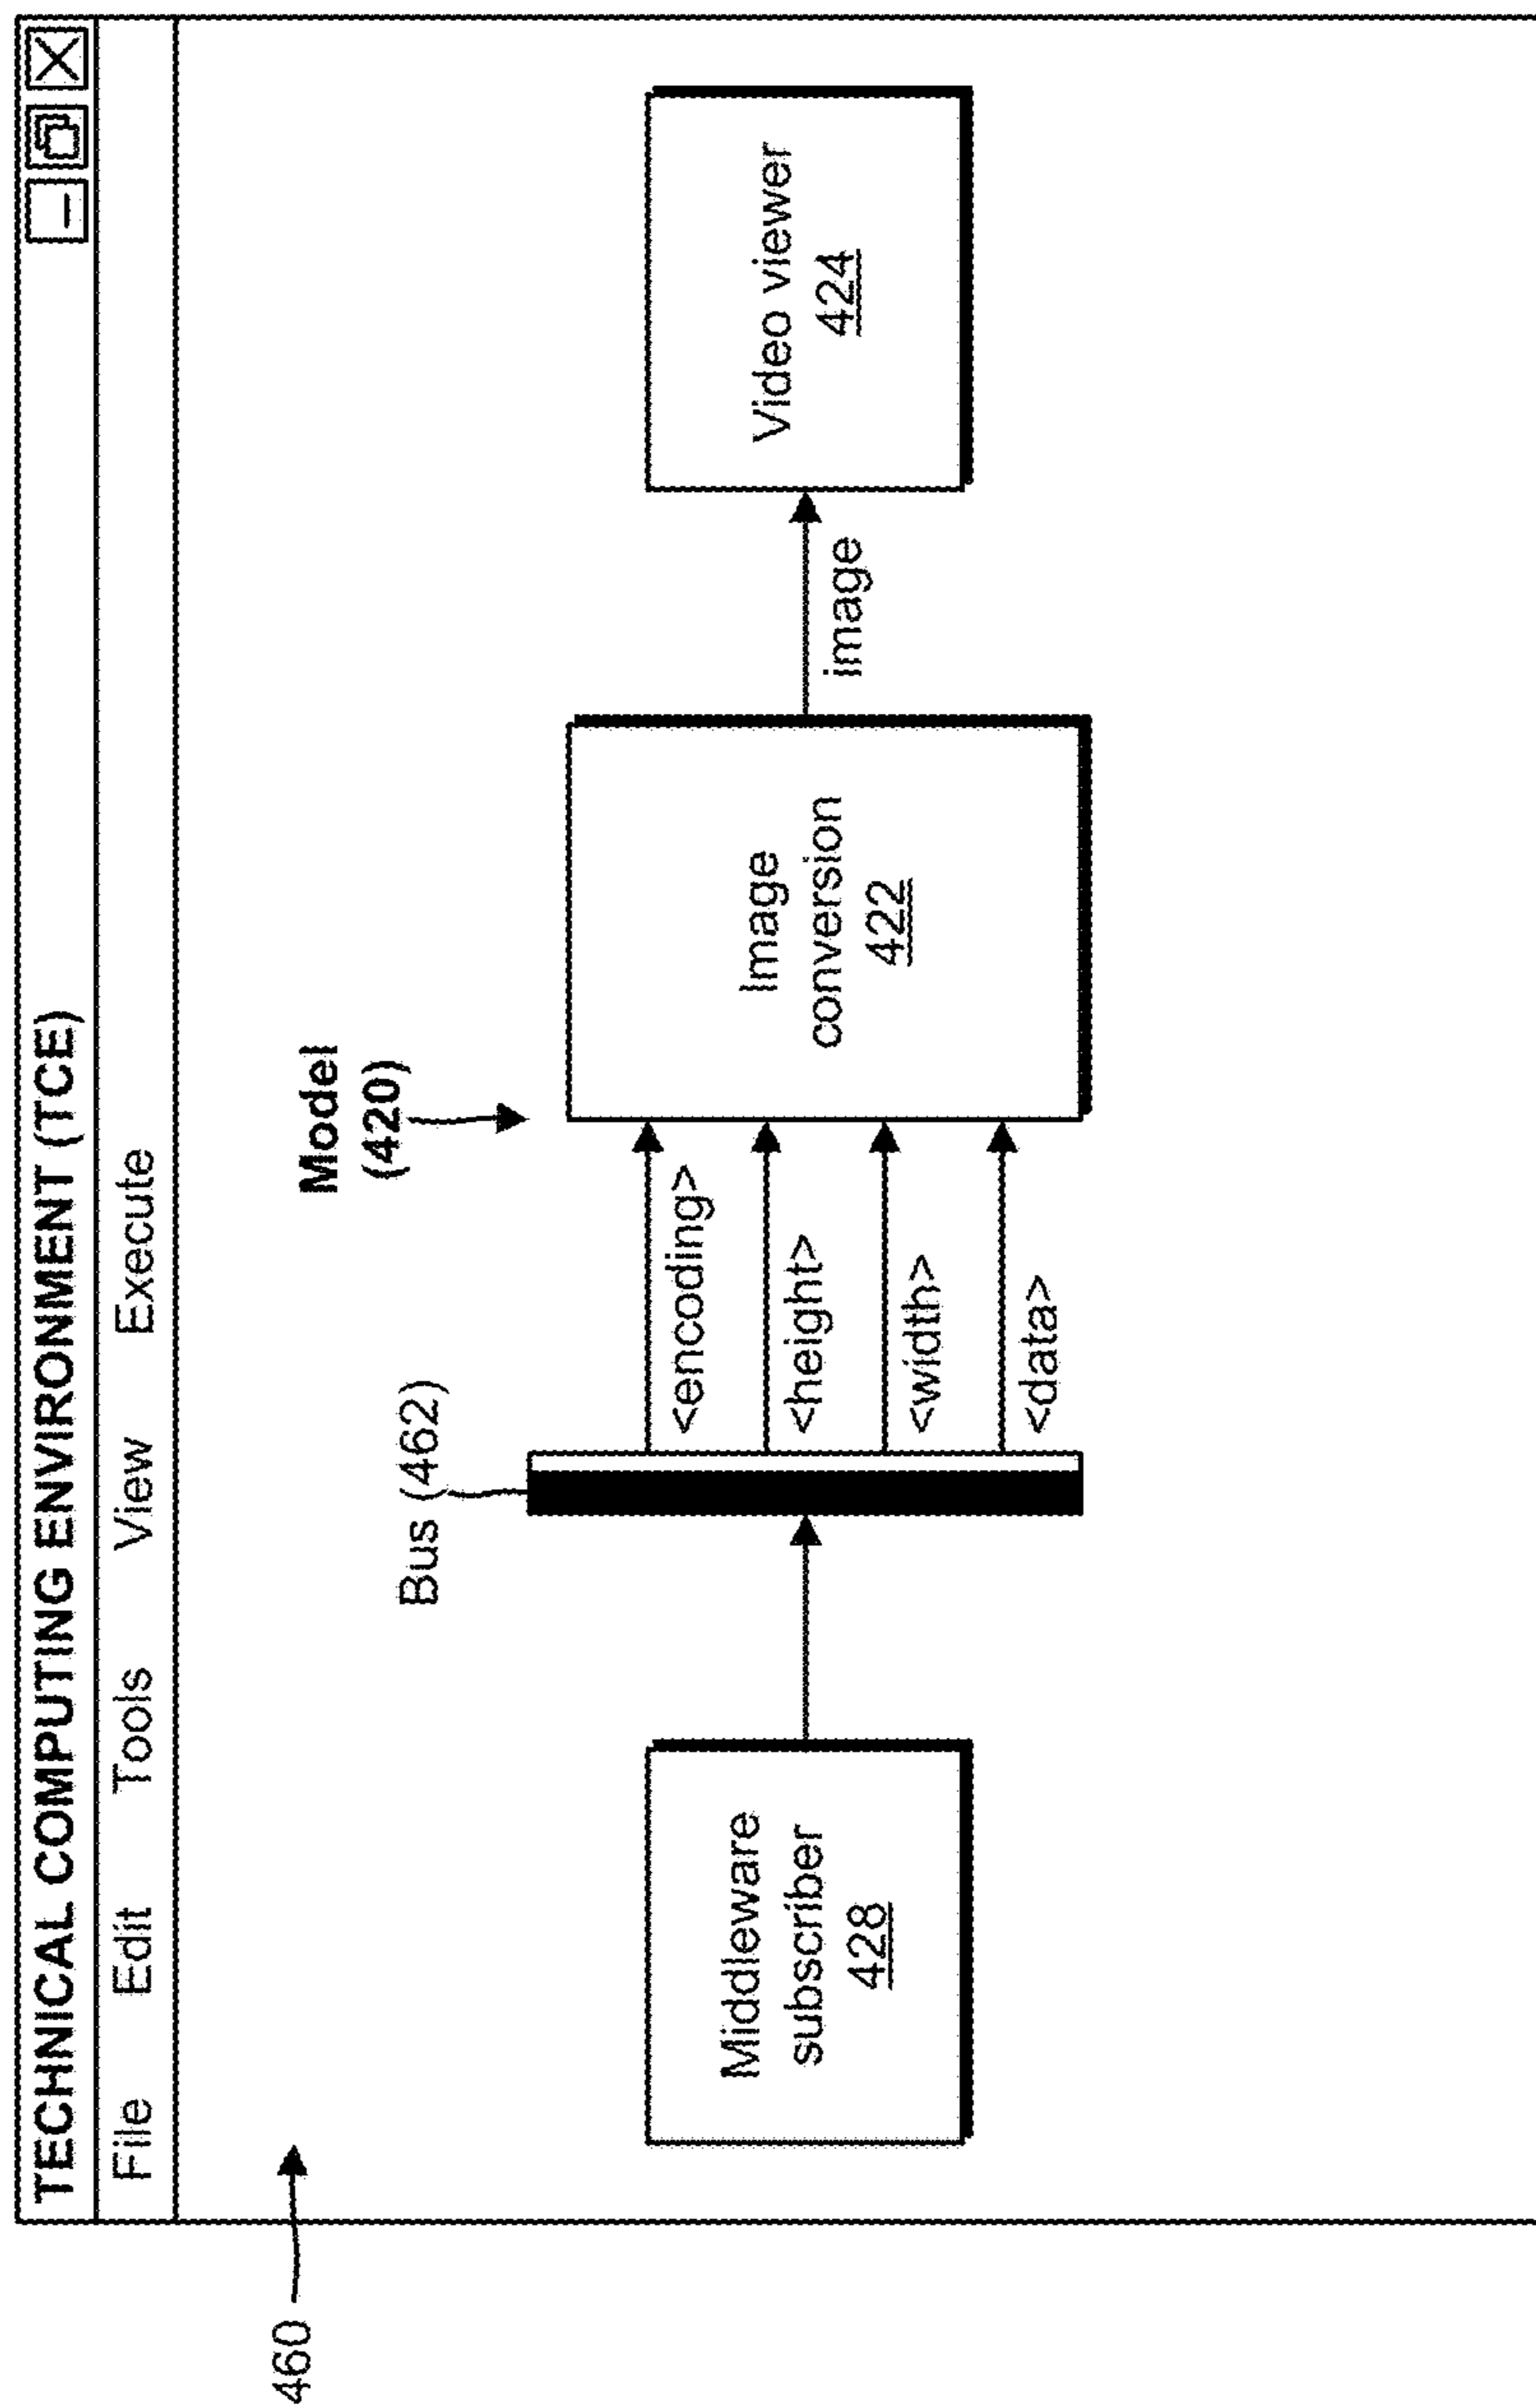 TECHNICAL COMPUTING ENVIRONMENT (TCE)
File Edit Tools View Execute
460
Model
(420)
Bus (462)
Middleware
subscriber
428
<encoding>
<height>
<width>
<data>
Image
conversion
422
image
Video viewer
424